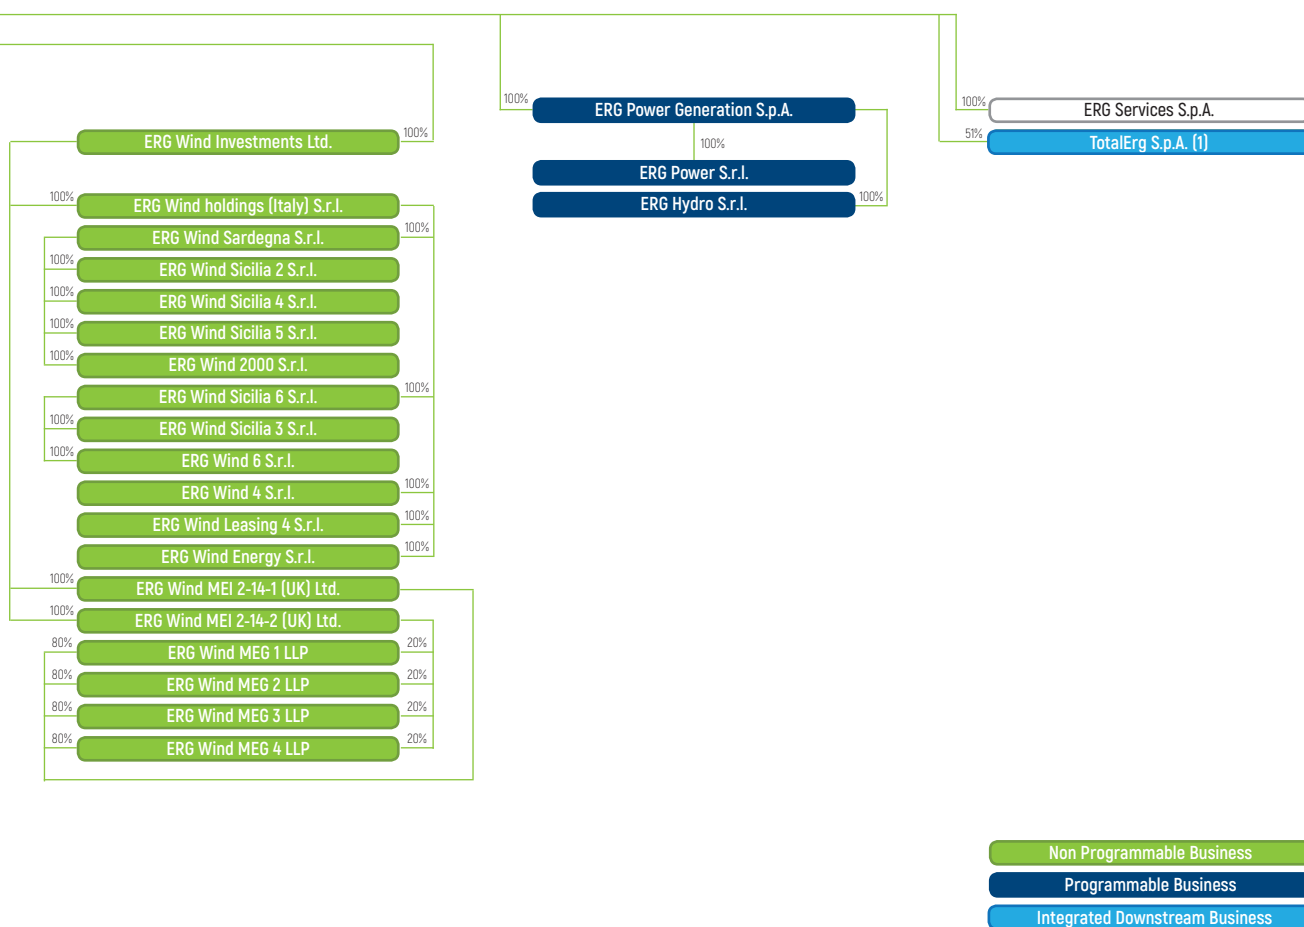 100%
ERG Power Generation S.p.A.
100%
ERG Services S.p.A.
ERG Wind Investments Ltd.
100%
100%
51%
TotalErg S.p.A. (1)
ERG Power S.r.l.
100%
ERG Wind holdings (Italy) S.r.l.
ERG Hydro S.r.l.
100%
ERG Wind Sardegna S.r.l.
100%
100%
ERG Wind Sicilia 2 S.r.l.
100%
ERG Wind Sicilia 4 S.r.l.
100%
ERG Wind Sicilia 5 S.r.l.
100%
ERG Wind 2000 S.r.l.
ERG Wind Sicilia 6 S.r.l.
100%
100%
ERG Wind Sicilia 3 S.r.l.
100%
ERG Wind 6 S.r.l.
ERG Wind 4 S.r.l.
100%
ERG Wind Leasing 4 S.r.l.
100%
ERG Wind Energy S.r.l.
100%
100%
ERG Wind MEI 2-14-1 (UK) Ltd.
100%
ERG Wind MEI 2-14-2 (UK) Ltd.
80%
ERG Wind MEG 1 LLP
20%
80%
ERG Wind MEG 2 LLP
20%
80%
ERG Wind MEG 3 LLP
20%
80%
ERG Wind MEG 4 LLP
20%
Non Programmable Business
Programmable Business
Integrated Downstream Business